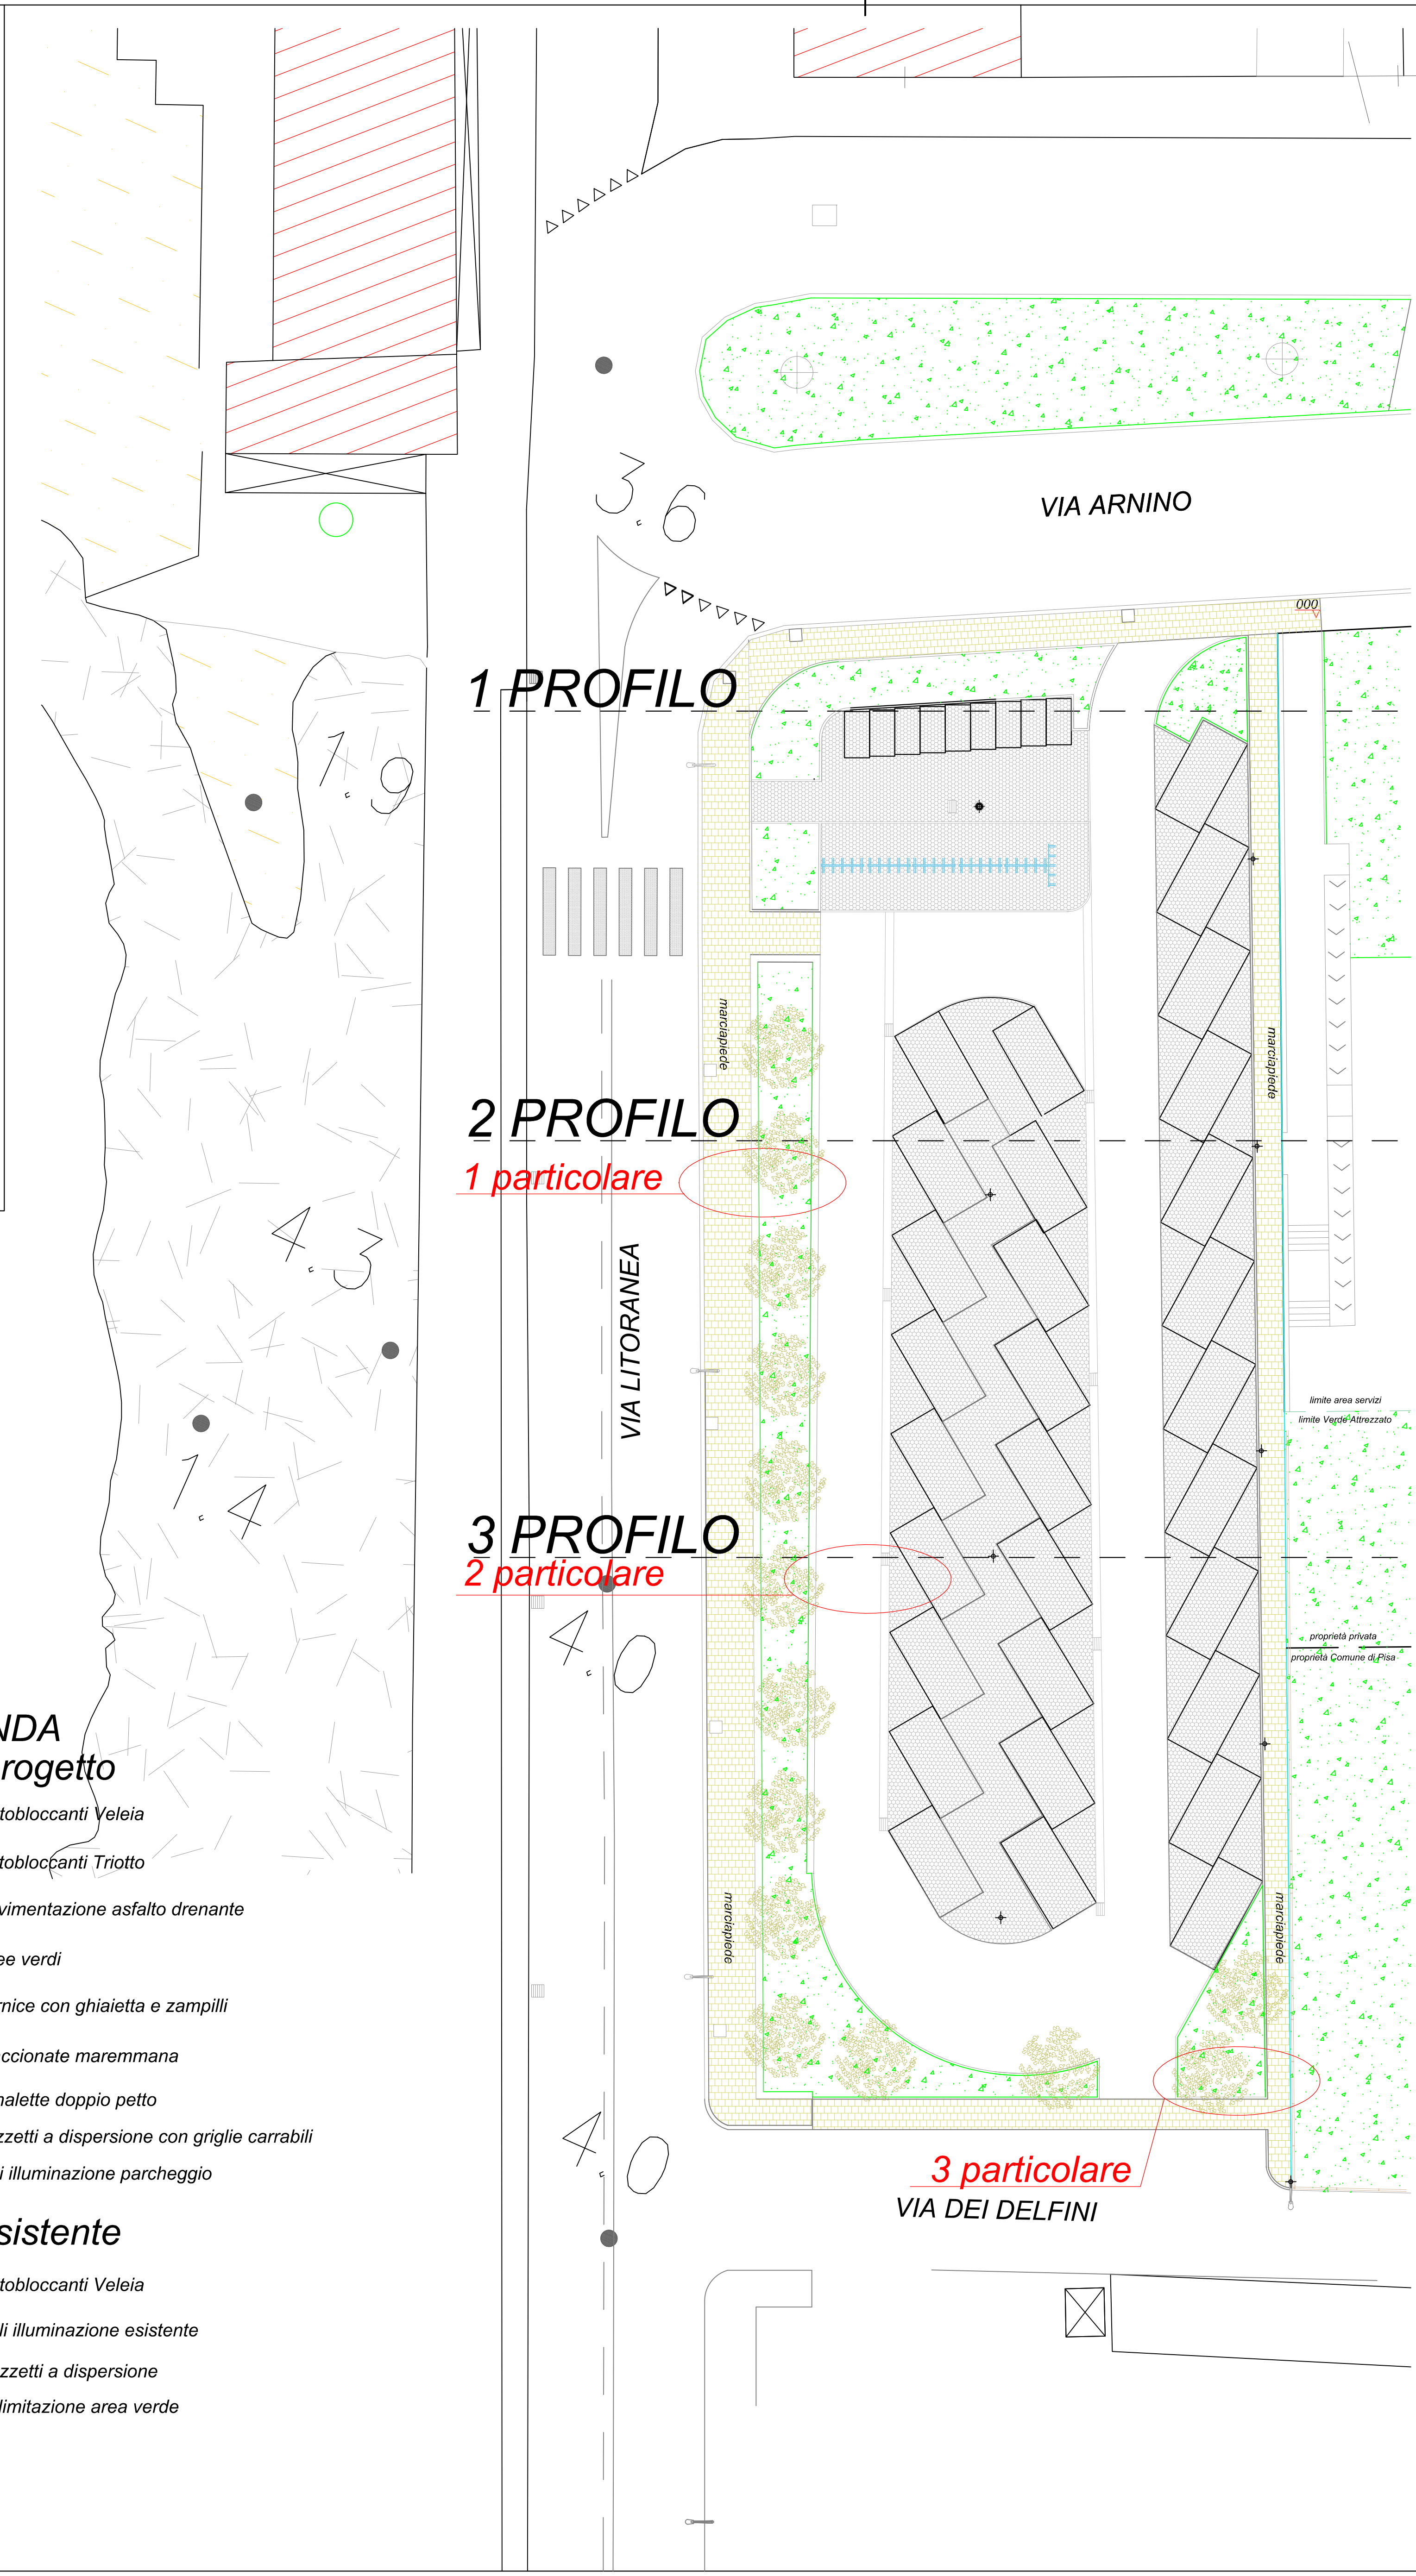 3.6
VIA ARNINO
000
1 PROFILO
1.9
marciapiede
marciapiede
2 PROFILO
1 particolare
4.3
VIA LITORANEA
limite area servizi
limite Verde Attrezzato
1.4
3 PROFILO
2 particolare
4.0
proprietà privata
proprietà Comune di Pisa
NDA
rogetto
tobloccanti Veleia
tobloccanti Triotto
vimentazione asfalto drenante
ee verdi
rnice con ghiaietta e zampilli
accionate maremmana
nalette doppio petto
zzetti a dispersione con griglie carrabili
i illuminazione parcheggio
marciapiede
marciapiede
4.0
3 particolare
VIA DEI DELFINI
sistente
tobloccanti Veleia
li illuminazione esistente
zzetti a dispersione
limitazione area verde